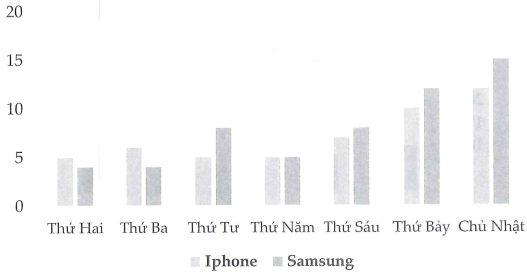 20
15
10
5
0
Thứ Hai Thứ Ba Thứ Tư Thứ Năm Thứ Sáu Thứ Bảy Chủ Nhật
Iphone Samsung